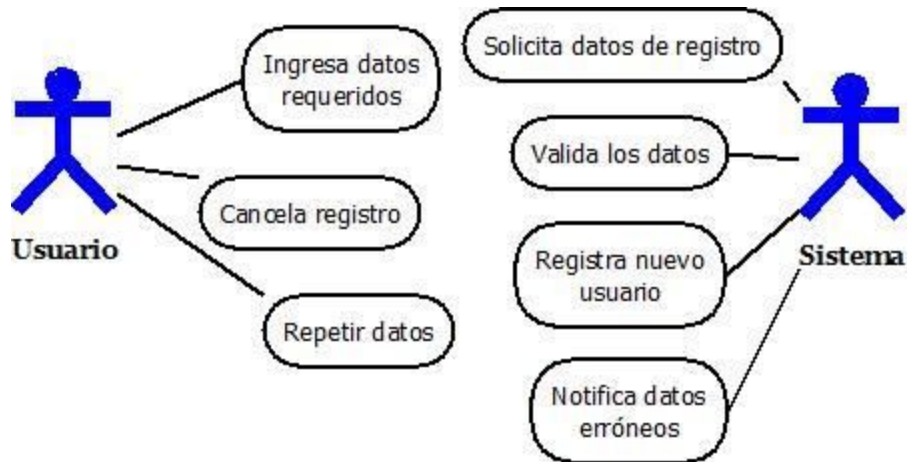 Ingresa datos
requeridos
Cancela registro
Usuario
Repetir datos
Solicita datos de registro
Valida los datos
Registra nuevo
usuario
Sistema
Notifica datos
erróneos